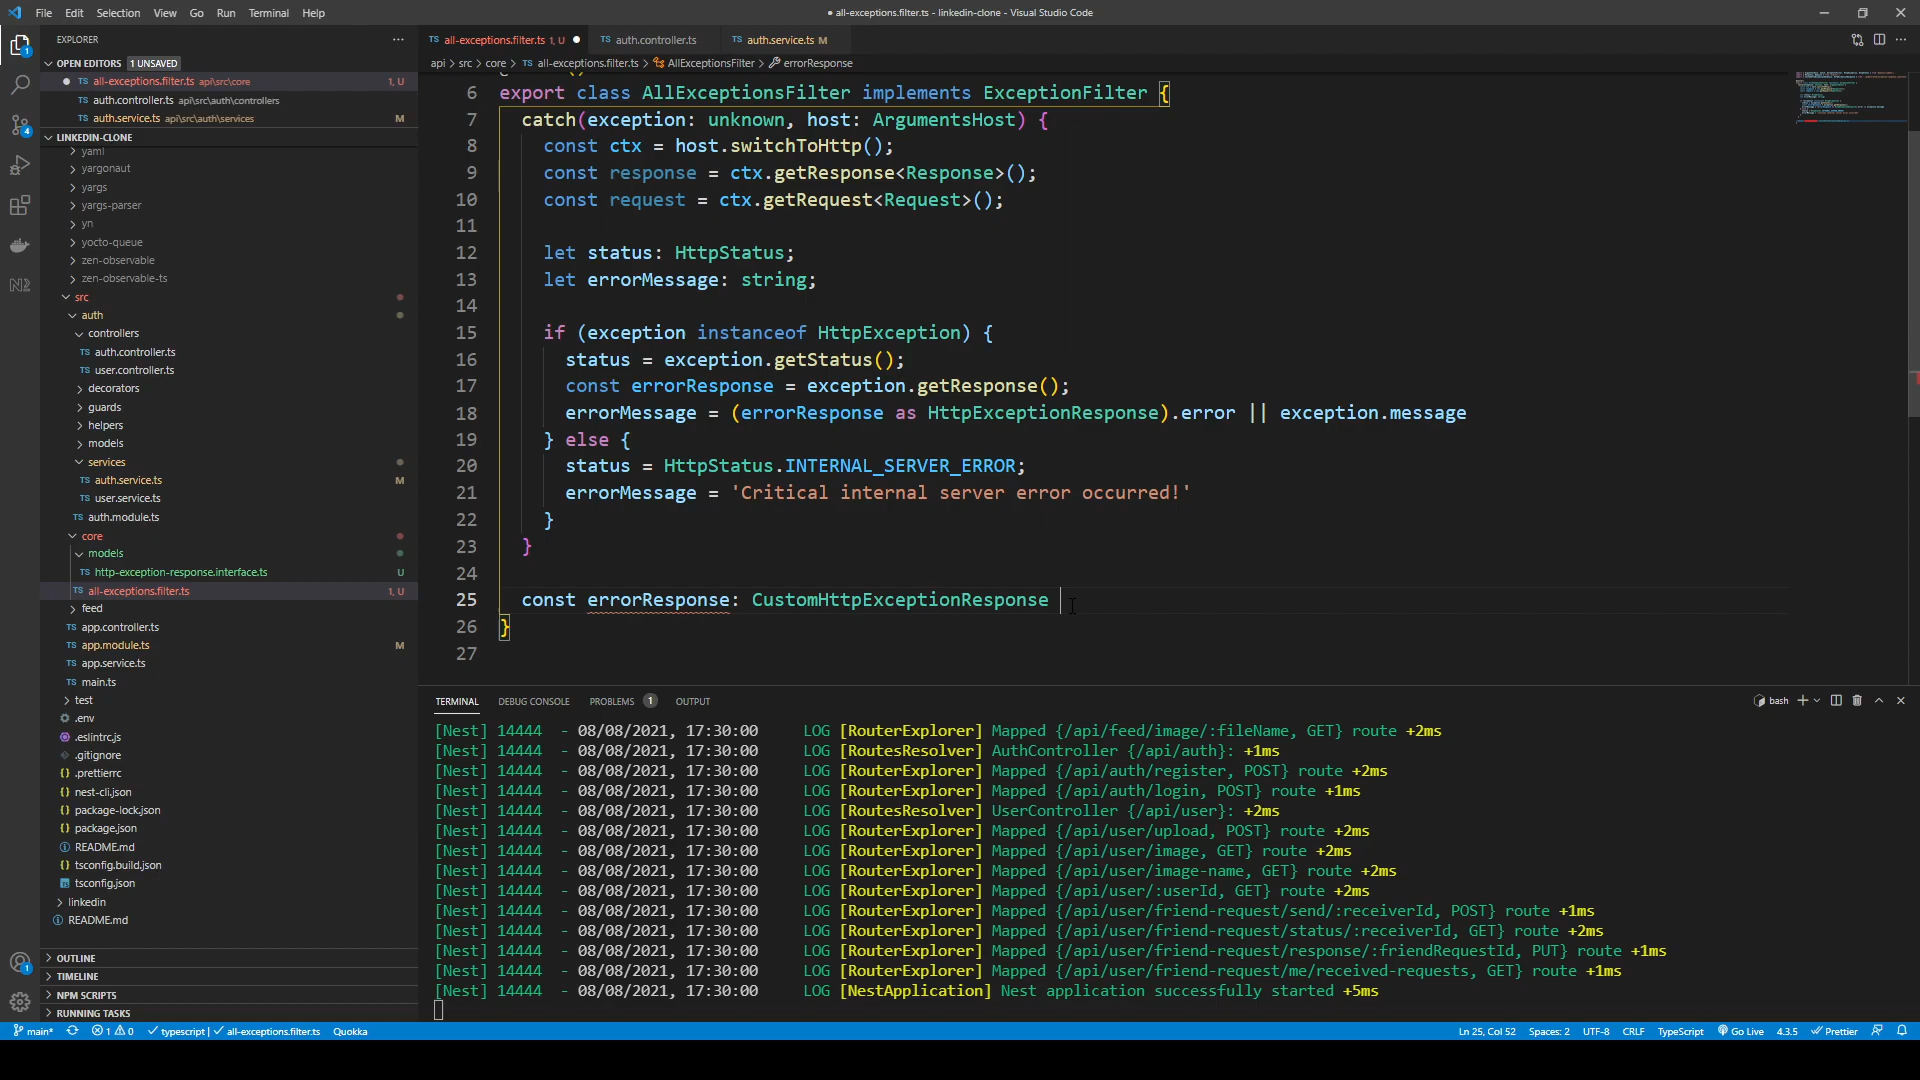 File Edit Selection View Go Run Terminal Help
● all-exceptions.filter.ts - linkedin-clone - Visual Studio Code
EXPLORER
OPEN EDITORS 1 UNSAVED
TS all-exceptions.filter.ts api\src\core 1, U
TS auth.controller.ts api\src\auth\controllers
TS auth.service.ts api\src\auth\services M
LINKEDIN-CLONE
yaml
yargonaut
yargs
yargs-parser
yn
yocto-queue
zen-observable
zen-observable-ts
src
auth
controllers
TS auth.controller.ts
TS user.controller.ts
decorators
guards
helpers
models
services
TS auth.service.ts M
TS user.service.ts
TS auth.module.ts
core
models
TS http-exception-response.interface.ts U
TS all-exceptions.filter.ts 1, U
feed
TS app.controller.ts
TS app.module.ts M
TS app.service.ts
TS main.ts
test
.env
.eslintrc.js
.gitignore
{} .prettierrc
{} nest-cli.json
{} package-lock.json
{} package.json
README.md
{} tsconfig.build.json
tsconfig.json
linkedin
README.md
OUTLINE
TIMELINE
NPM SCRIPTS
RUNNING TASKS
TS all-exceptions.filter.ts 1, U ●
TS auth.controller.ts
TS auth.service.ts M
api > src > core > TS all-exceptions.filter.ts > AllExceptionsFilter > errorResponse
6 export class AllExceptionsFilter implements ExceptionFilter {
7 catch(exception: unknown, host: ArgumentsHost) {
8 const ctx = host.switchToHttp();
9 const response = ctx.getResponse<Response>();
10 const request = ctx.getRequest<Request>();
11
12 let status: HttpStatus;
13 let errorMessage: string;
14
15 if (exception instanceof HttpException) {
16 status = exception.getStatus();
17 const errorResponse = exception.getResponse();
18 errorMessage = (errorResponse as HttpExceptionResponse).error || exception.message
19 } else {
20 status = HttpStatus.INTERNAL_SERVER_ERROR;
21 errorMessage = 'Critical internal server error occurred!'
22 }
23 }
24
25 const errorResponse: CustomHttpExceptionResponse
26 }
27
TERMINAL DEBUG CONSOLE PROBLEMS 1 OUTPUT
bash
[Nest] 14444 - 08/08/2021, 17:30:00 LOG [RouterExplorer] Mapped {/api/feed/image/:fileName, GET} route +2ms
[Nest] 14444 - 08/08/2021, 17:30:00 LOG [RoutesResolver] AuthController {/api/auth}: +1ms
[Nest] 14444 - 08/08/2021, 17:30:00 LOG [RouterExplorer] Mapped {/api/auth/register, POST} route +2ms
[Nest] 14444 - 08/08/2021, 17:30:00 LOG [RouterExplorer] Mapped {/api/auth/login, POST} route +1ms
[Nest] 14444 - 08/08/2021, 17:30:00 LOG [RoutesResolver] UserController {/api/user}: +2ms
[Nest] 14444 - 08/08/2021, 17:30:00 LOG [RouterExplorer] Mapped {/api/user/upload, POST} route +2ms
[Nest] 14444 - 08/08/2021, 17:30:00 LOG [RouterExplorer] Mapped {/api/user/image, GET} route +2ms
[Nest] 14444 - 08/08/2021, 17:30:00 LOG [RouterExplorer] Mapped {/api/user/image-name, GET} route +2ms
[Nest] 14444 - 08/08/2021, 17:30:00 LOG [RouterExplorer] Mapped {/api/user/:userId, GET} route +2ms
[Nest] 14444 - 08/08/2021, 17:30:00 LOG [RouterExplorer] Mapped {/api/user/friend-request/send/:receiverId, POST} route +1ms
[Nest] 14444 - 08/08/2021, 17:30:00 LOG [RouterExplorer] Mapped {/api/user/friend-request/status/:receiverId, GET} route +2ms
[Nest] 14444 - 08/08/2021, 17:30:00 LOG [RouterExplorer] Mapped {/api/user/friend-request/response/:friendRequestId, PUT} route +1ms
[Nest] 14444 - 08/08/2021, 17:30:00 LOG [RouterExplorer] Mapped {/api/user/friend-request/me/received-requests, GET} route +1ms
[Nest] 14444 - 08/08/2021, 17:30:00 LOG [NestApplication] Nest application successfully started +5ms
main* 1 0 typescript | all-exceptions.filter.ts Quokka
Ln 25, Col 52 Spaces: 2 UTF-8 CRLF TypeScript Go Live 4.3.5 Prettier